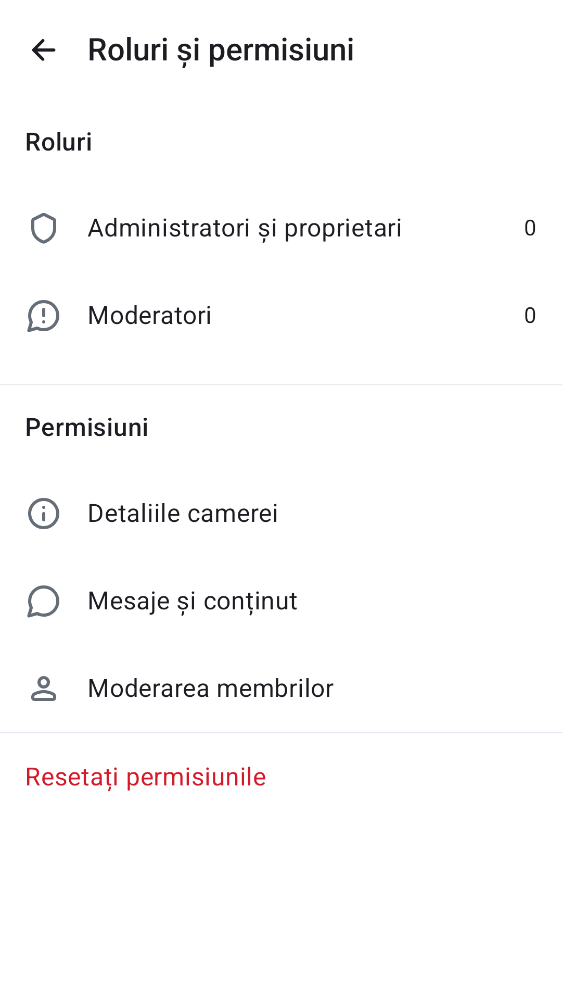 Roluri și permisiuni
Roluri
Administratori și proprietari 0
Moderatori 0
Permisiuni
Detaliile camerei
Mesaje și conținut
Moderarea membrilor
Resetați permisiunile